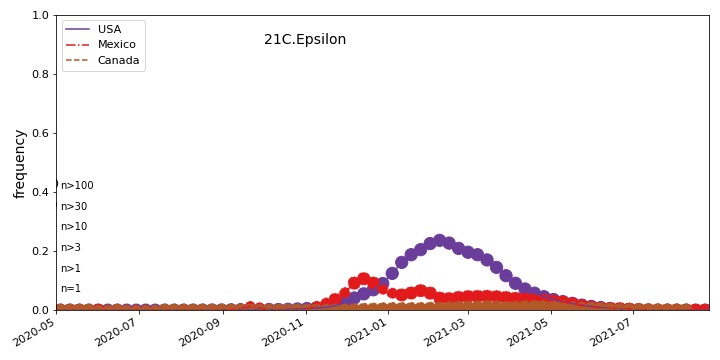 21C.Epsilon
USA
Mexico
Canada
frequency
1.0
0.8
0.6
0.4
0.2
0.0
n>100
n>30
n>10
n>3
n>1
n=1
2020-05
2020-07
2020-09
2020-11
2021-01
2021-03
2021-05
2021-07